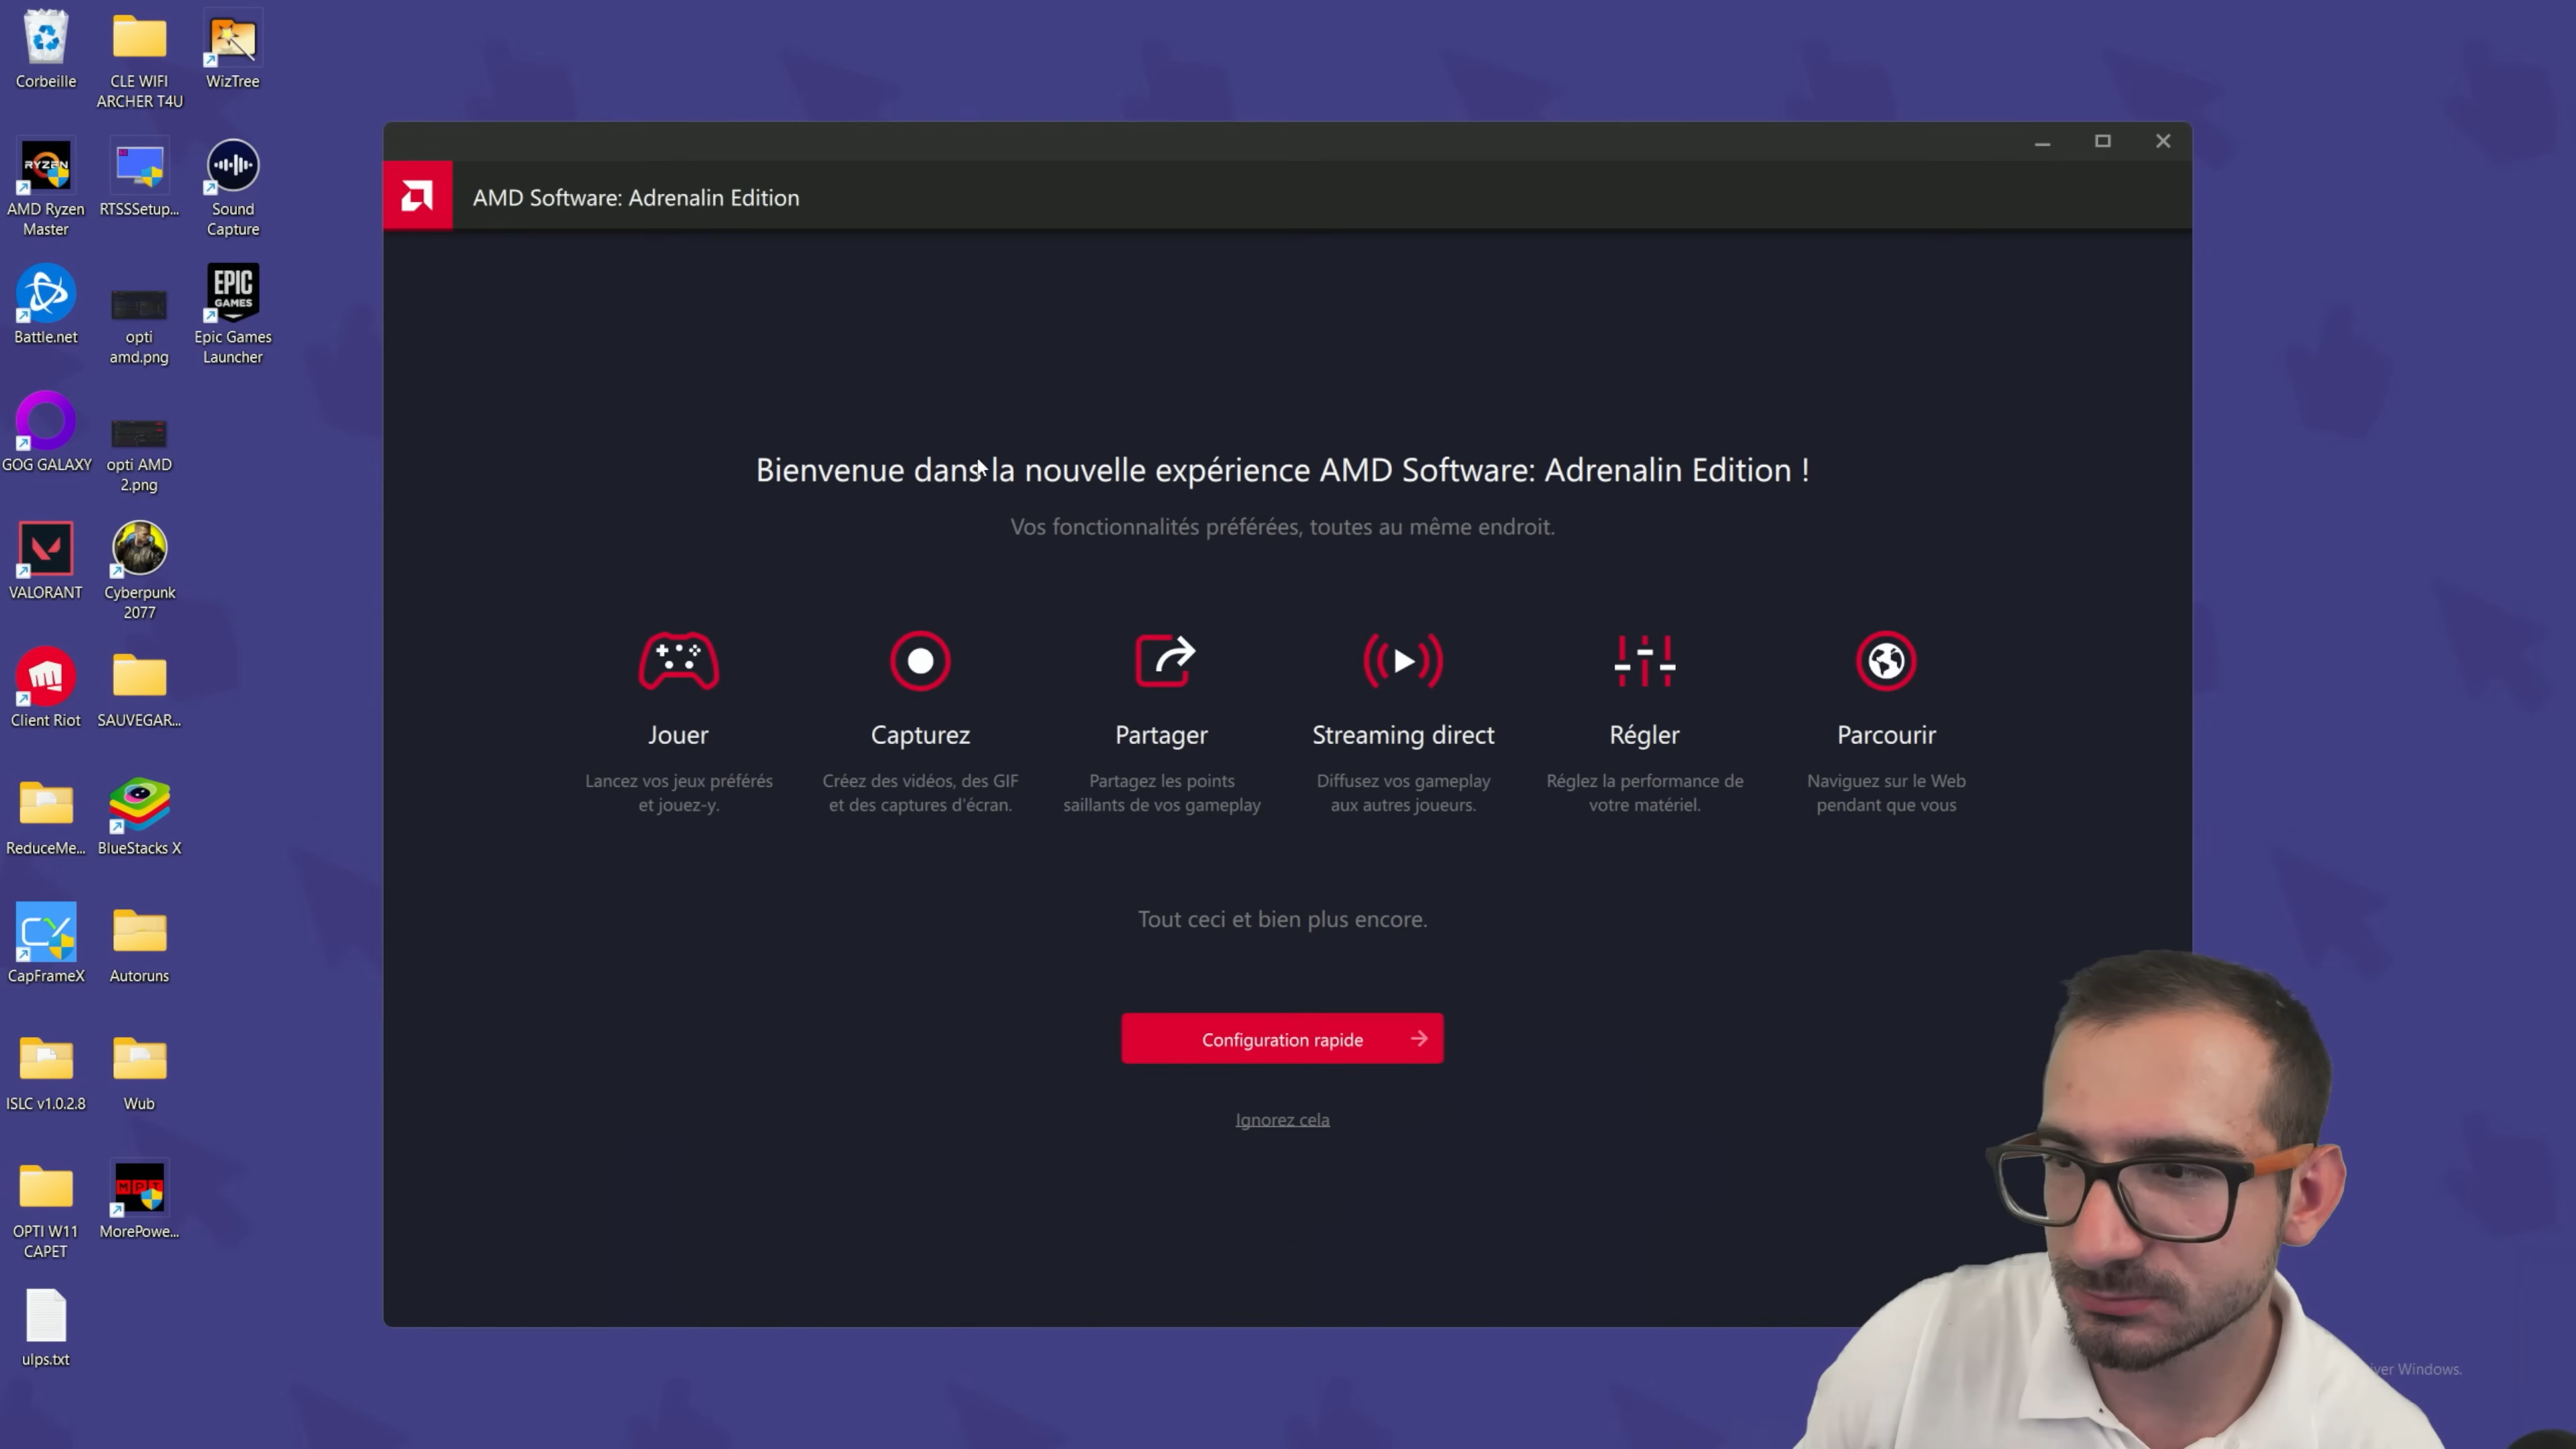 Corbeille
CLE WIFI
ARCHER T4U
WizTree
RYZEN
AMD Ryzen
Master
RTSSSetup...
Sound
Capture
Battle.net
opti
amd.png
EPIC
GAMES
Epic Games
Launcher
GOG GALAXY
opti AMD
2.png
VALORANT
Cyberpunk
2077
Client Riot
SAUVEGAR...
ReduceMe...
BlueStacks X
CX
CapFrameX
Autoruns
ISLC v1.0.2.8
Wub
OPTI W11
CAPET
MPT
MorePowe...
ulps.txt
AMD Software: Adrenalin Edition
Bienvenue dans la nouvelle expérience AMD Software: Adrenalin Edition !
Vos fonctionnalités préférées, toutes au même endroit.
Jouer
Lancez vos jeux préférés
et jouez-y.
Capturez
Créez des vidéos, des GIF
et des captures d'écran.
Partager
Partagez les points
saillants de vos gameplay
Streaming direct
Diffusez vos gameplay
aux autres joueurs.
Régler
Réglez la performance de
votre matériel.
Parcourir
Naviguez sur le Web
pendant que vous
Tout ceci et bien plus encore.
Configuration rapide
Ignorez cela
Windows.